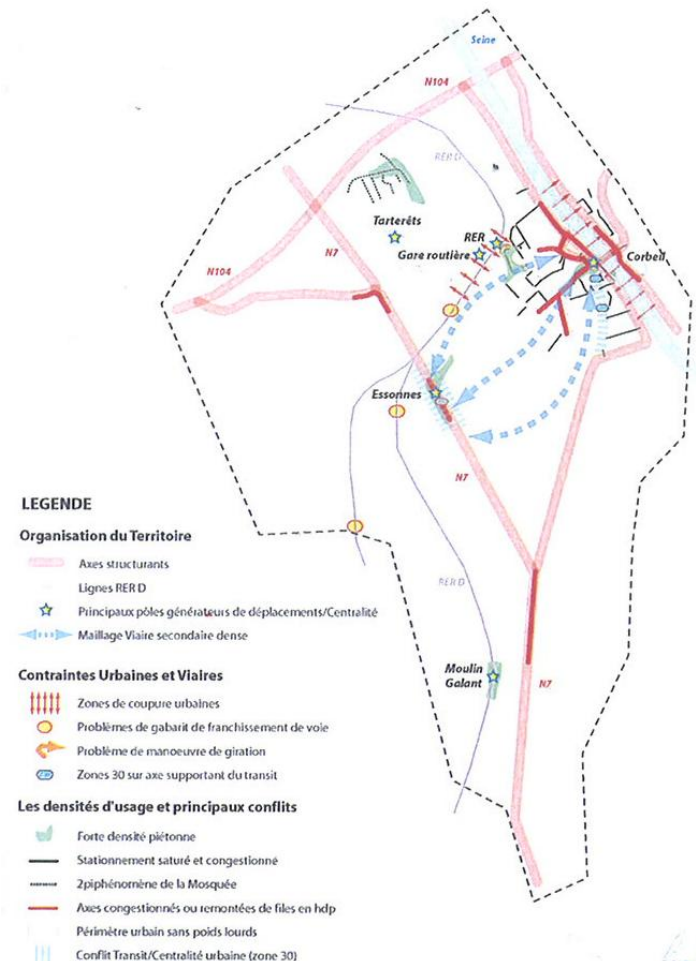 Seine
N104
RER D
Tarterêts
RER
N7
Gare routière
Corbeil
N104
Essonnes
N7
RER D
Moulin
Galant
N7
LEGENDE
Organisation du Territoire
Axes structurants
Lignes RER D
Principaux pôles générateurs de déplacements/Centralité
Maillage Viaire secondaire dense
Contraintes Urbaines et Viaires
Zones de coupure urbaines
Problèmes de gabarit de franchissement de voie
Problème de manoeuvre de giration
Zones 30 sur axe supportant du transit
Les densités d'usage et principaux conflits
Forte densité piétonne
Stationnement saturé et congestionné
2piphénomène de la Mosquée
Axes congestionnés ou remontées de files en hdp
Périmètre urbain sans poids lourds
Conflit Transit/Centralité urbaine (zone 30)